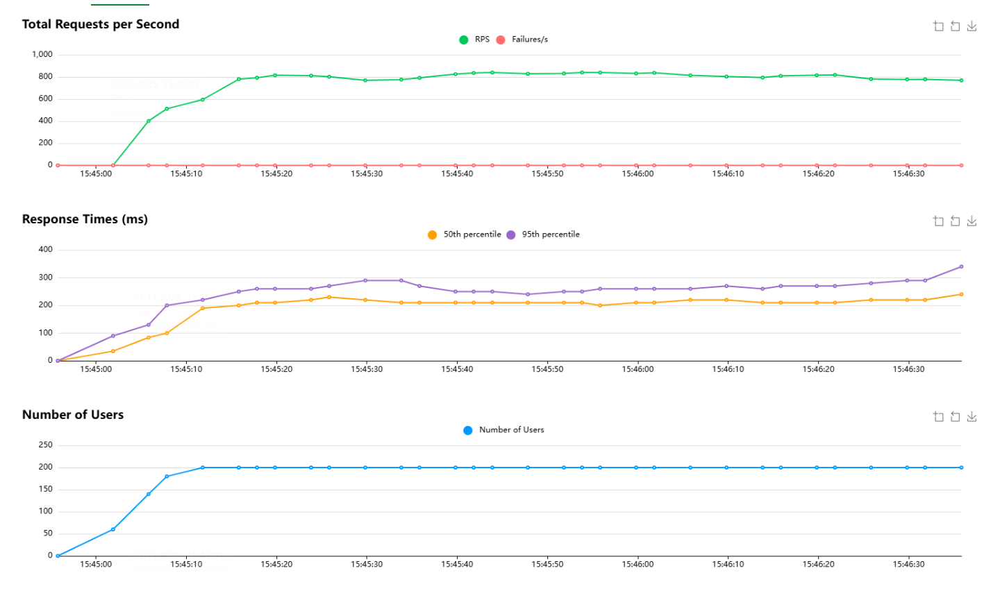 Total Requests per Second
RPS Failures/s
1,000
800
600
400
200
0
15:45:00 15:45:10 15:45:20 15:45:30 15:45:40 15:45:50 15:46:00 15:46:10 15:46:20 15:46:30
Response Times (ms)
50th percentile 95th percentile
400
300
200
100
0
15:45:00 15:45:10 15:45:20 15:45:30 15:45:40 15:45:50 15:46:00 15:46:10 15:46:20 15:46:30
Number of Users
Number of Users
250
200
150
100
50
0
15:45:00 15:45:10 15:45:20 15:45:30 15:45:40 15:45:50 15:46:00 15:46:10 15:46:20 15:46:30